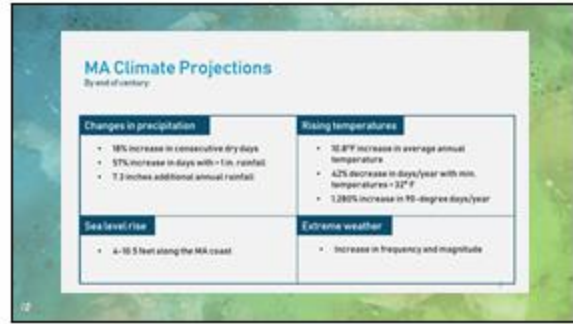 MA Climate Projections
By end of century:
Changes in precipitation
• 18% increase in consecutive dry days
• 57% increase in days with > 1 in. rainfall
• 7.3 inches additional annual rainfall
Rising temperatures
• 10.8°F increase in average annual
temperature
• 42% decrease in days/year with min.
temperatures < 32° F
• 1,280% increase in 90-degree days/year
Sea level rise
• 4-10.5 feet along the MA coast
Extreme weather
• Increase in frequency and magnitude